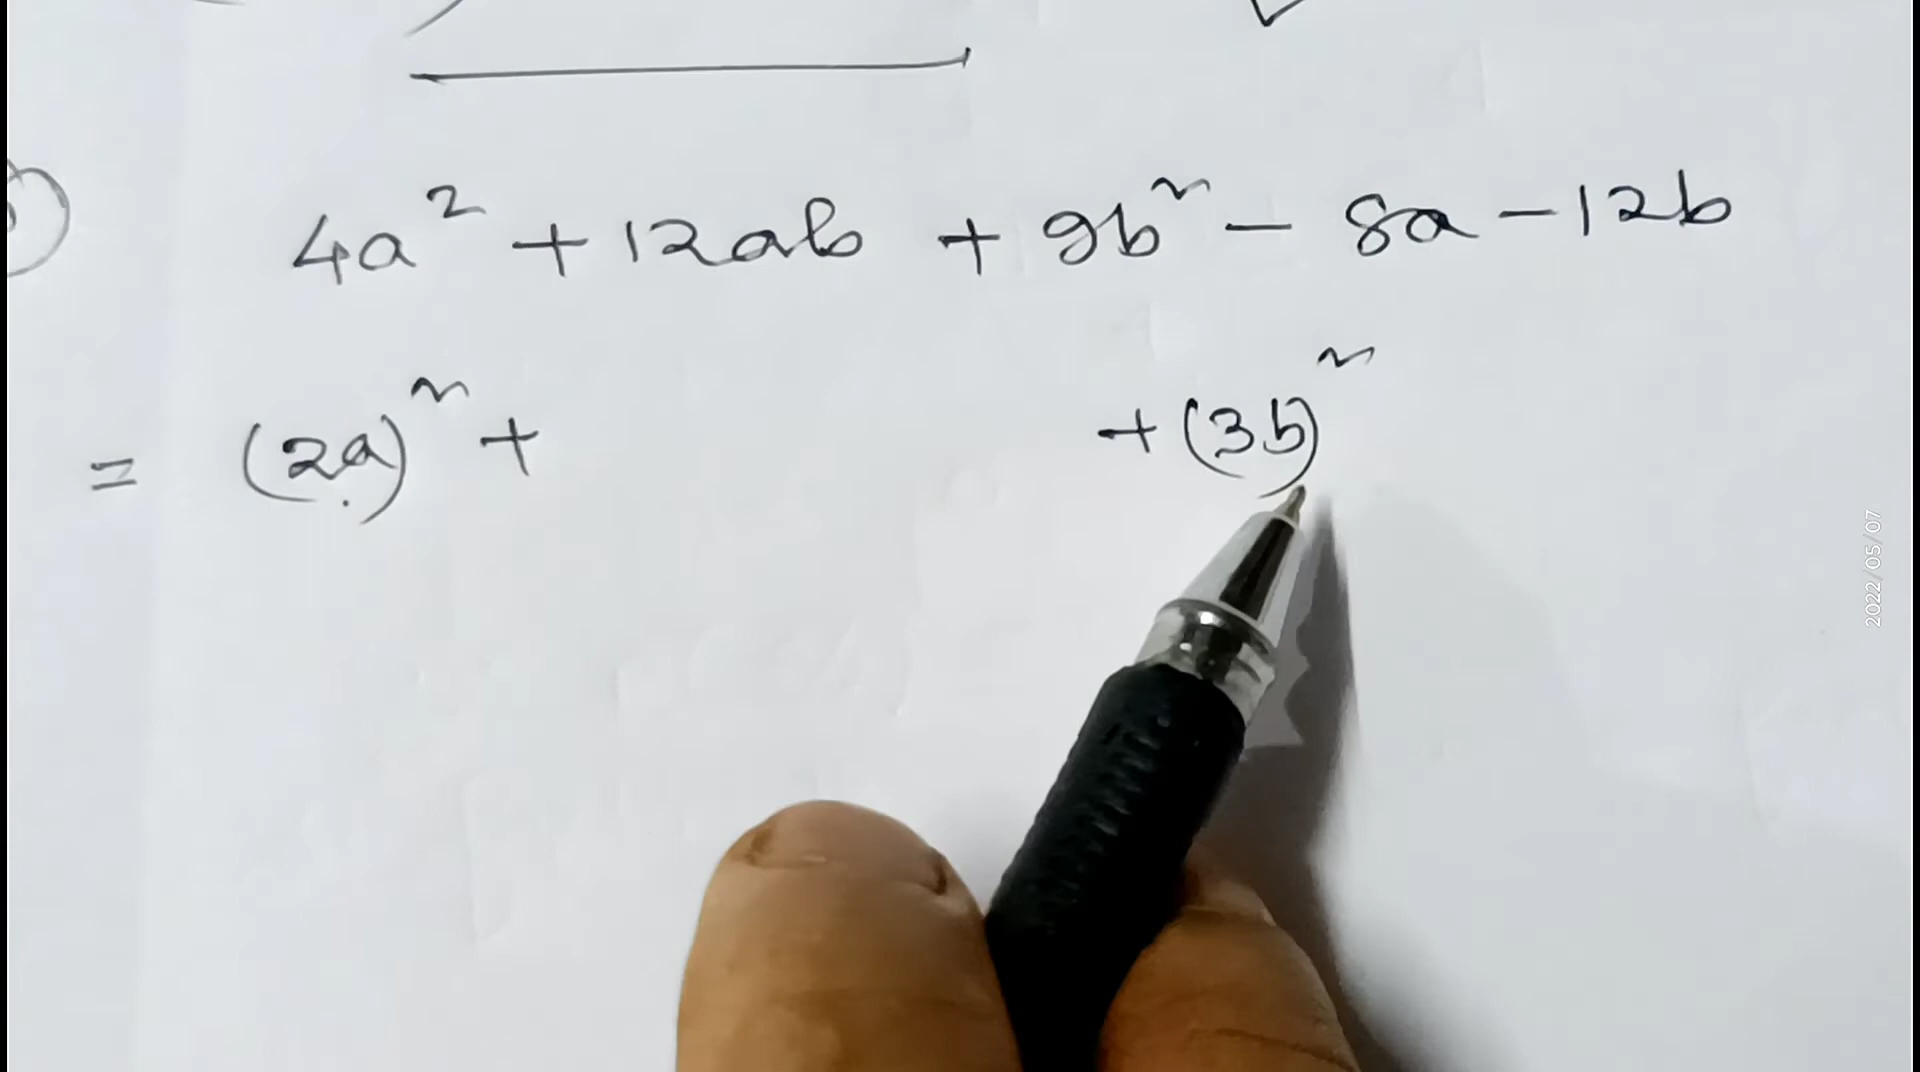 4a² + 12ab + 9b² - 8a - 12b
= (2a)² + + (3b)²
2022/05/07